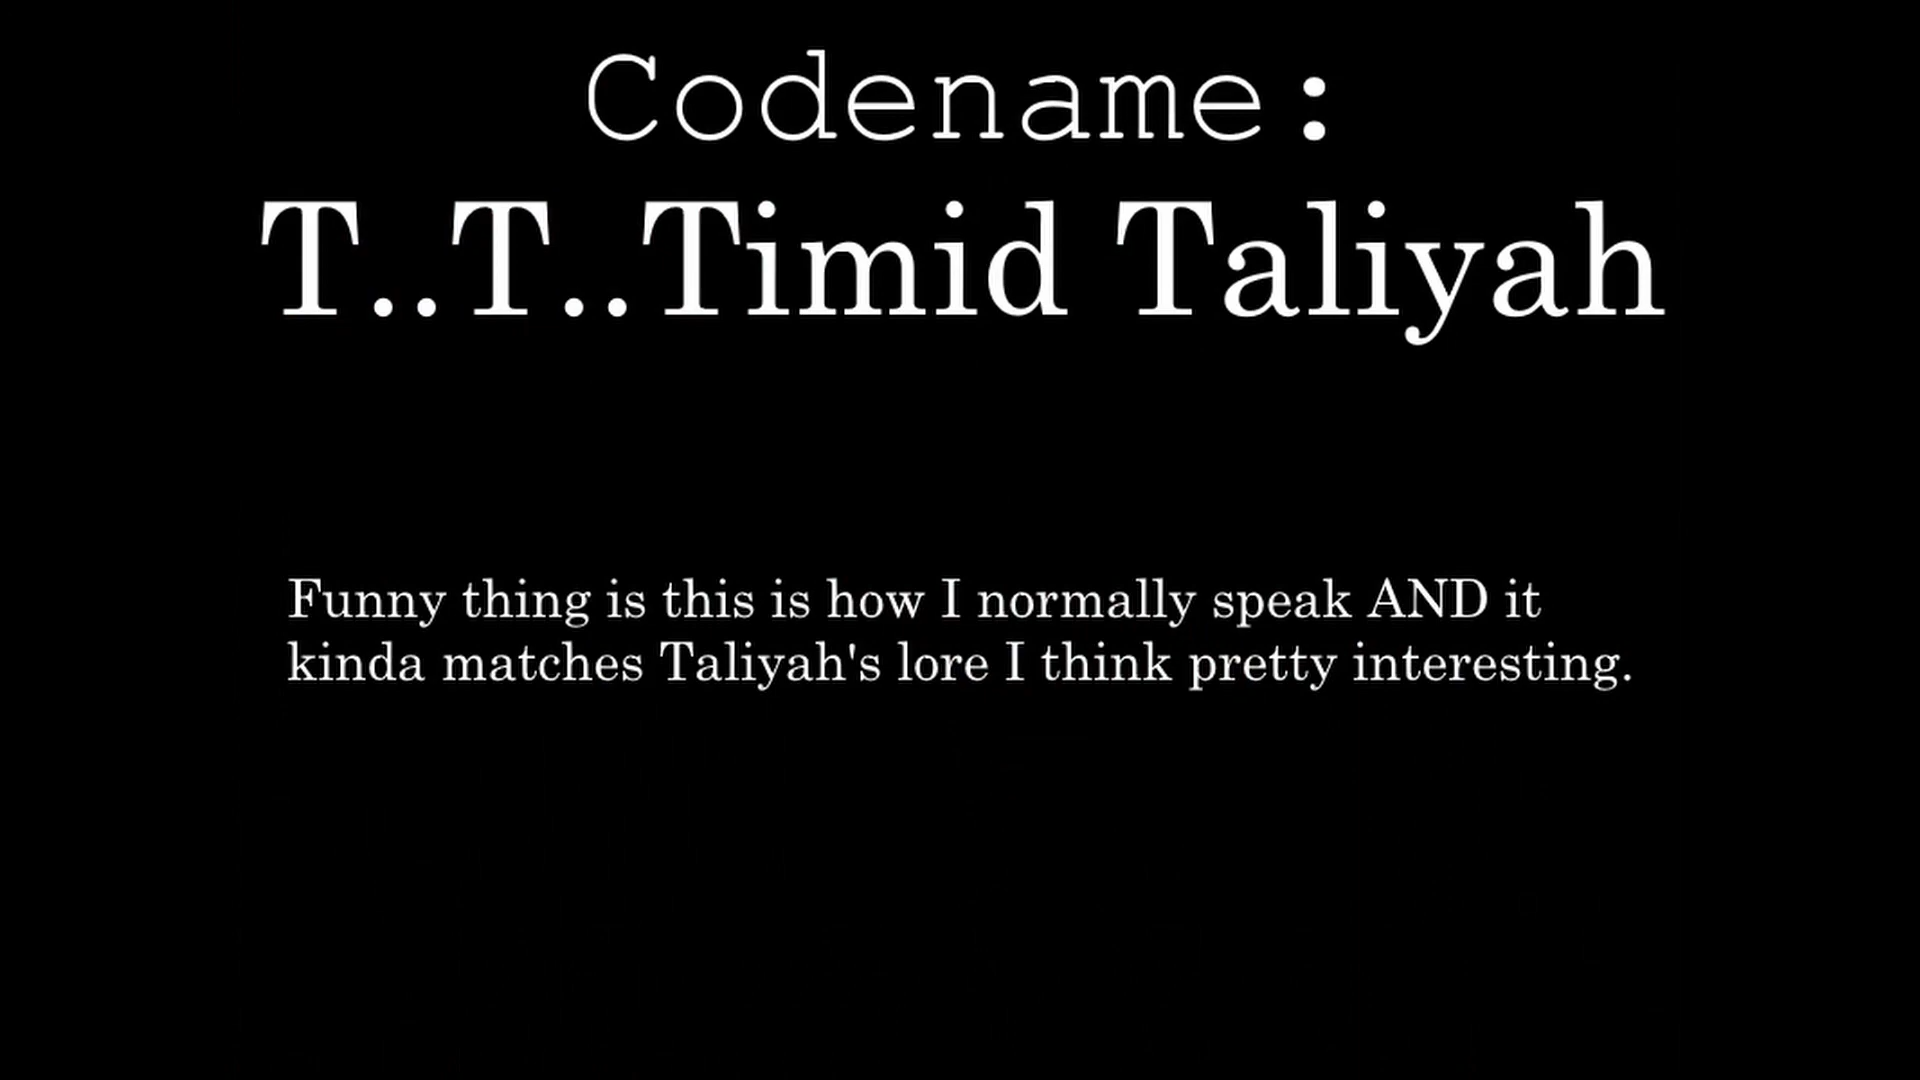 Codename:
T..T..Timid Taliyah
Funny thing is this is how I normally speak AND it
kinda matches Taliyah's lore I think pretty interesting.